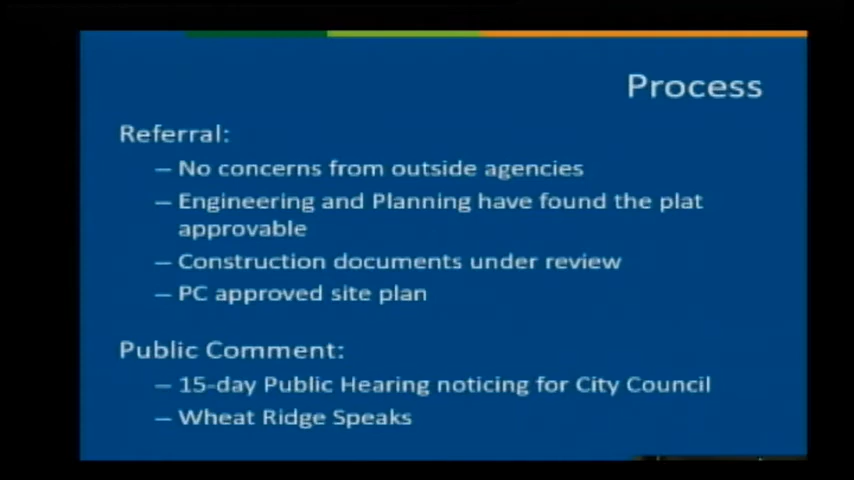 Process
Referral:
– No concerns from outside agencies
– Engineering and Planning have found the plat
approvable
– Construction documents under review
– PC approved site plan
Public Comment:
– 15-day Public Hearing noticing for City Council
– Wheat Ridge Speaks